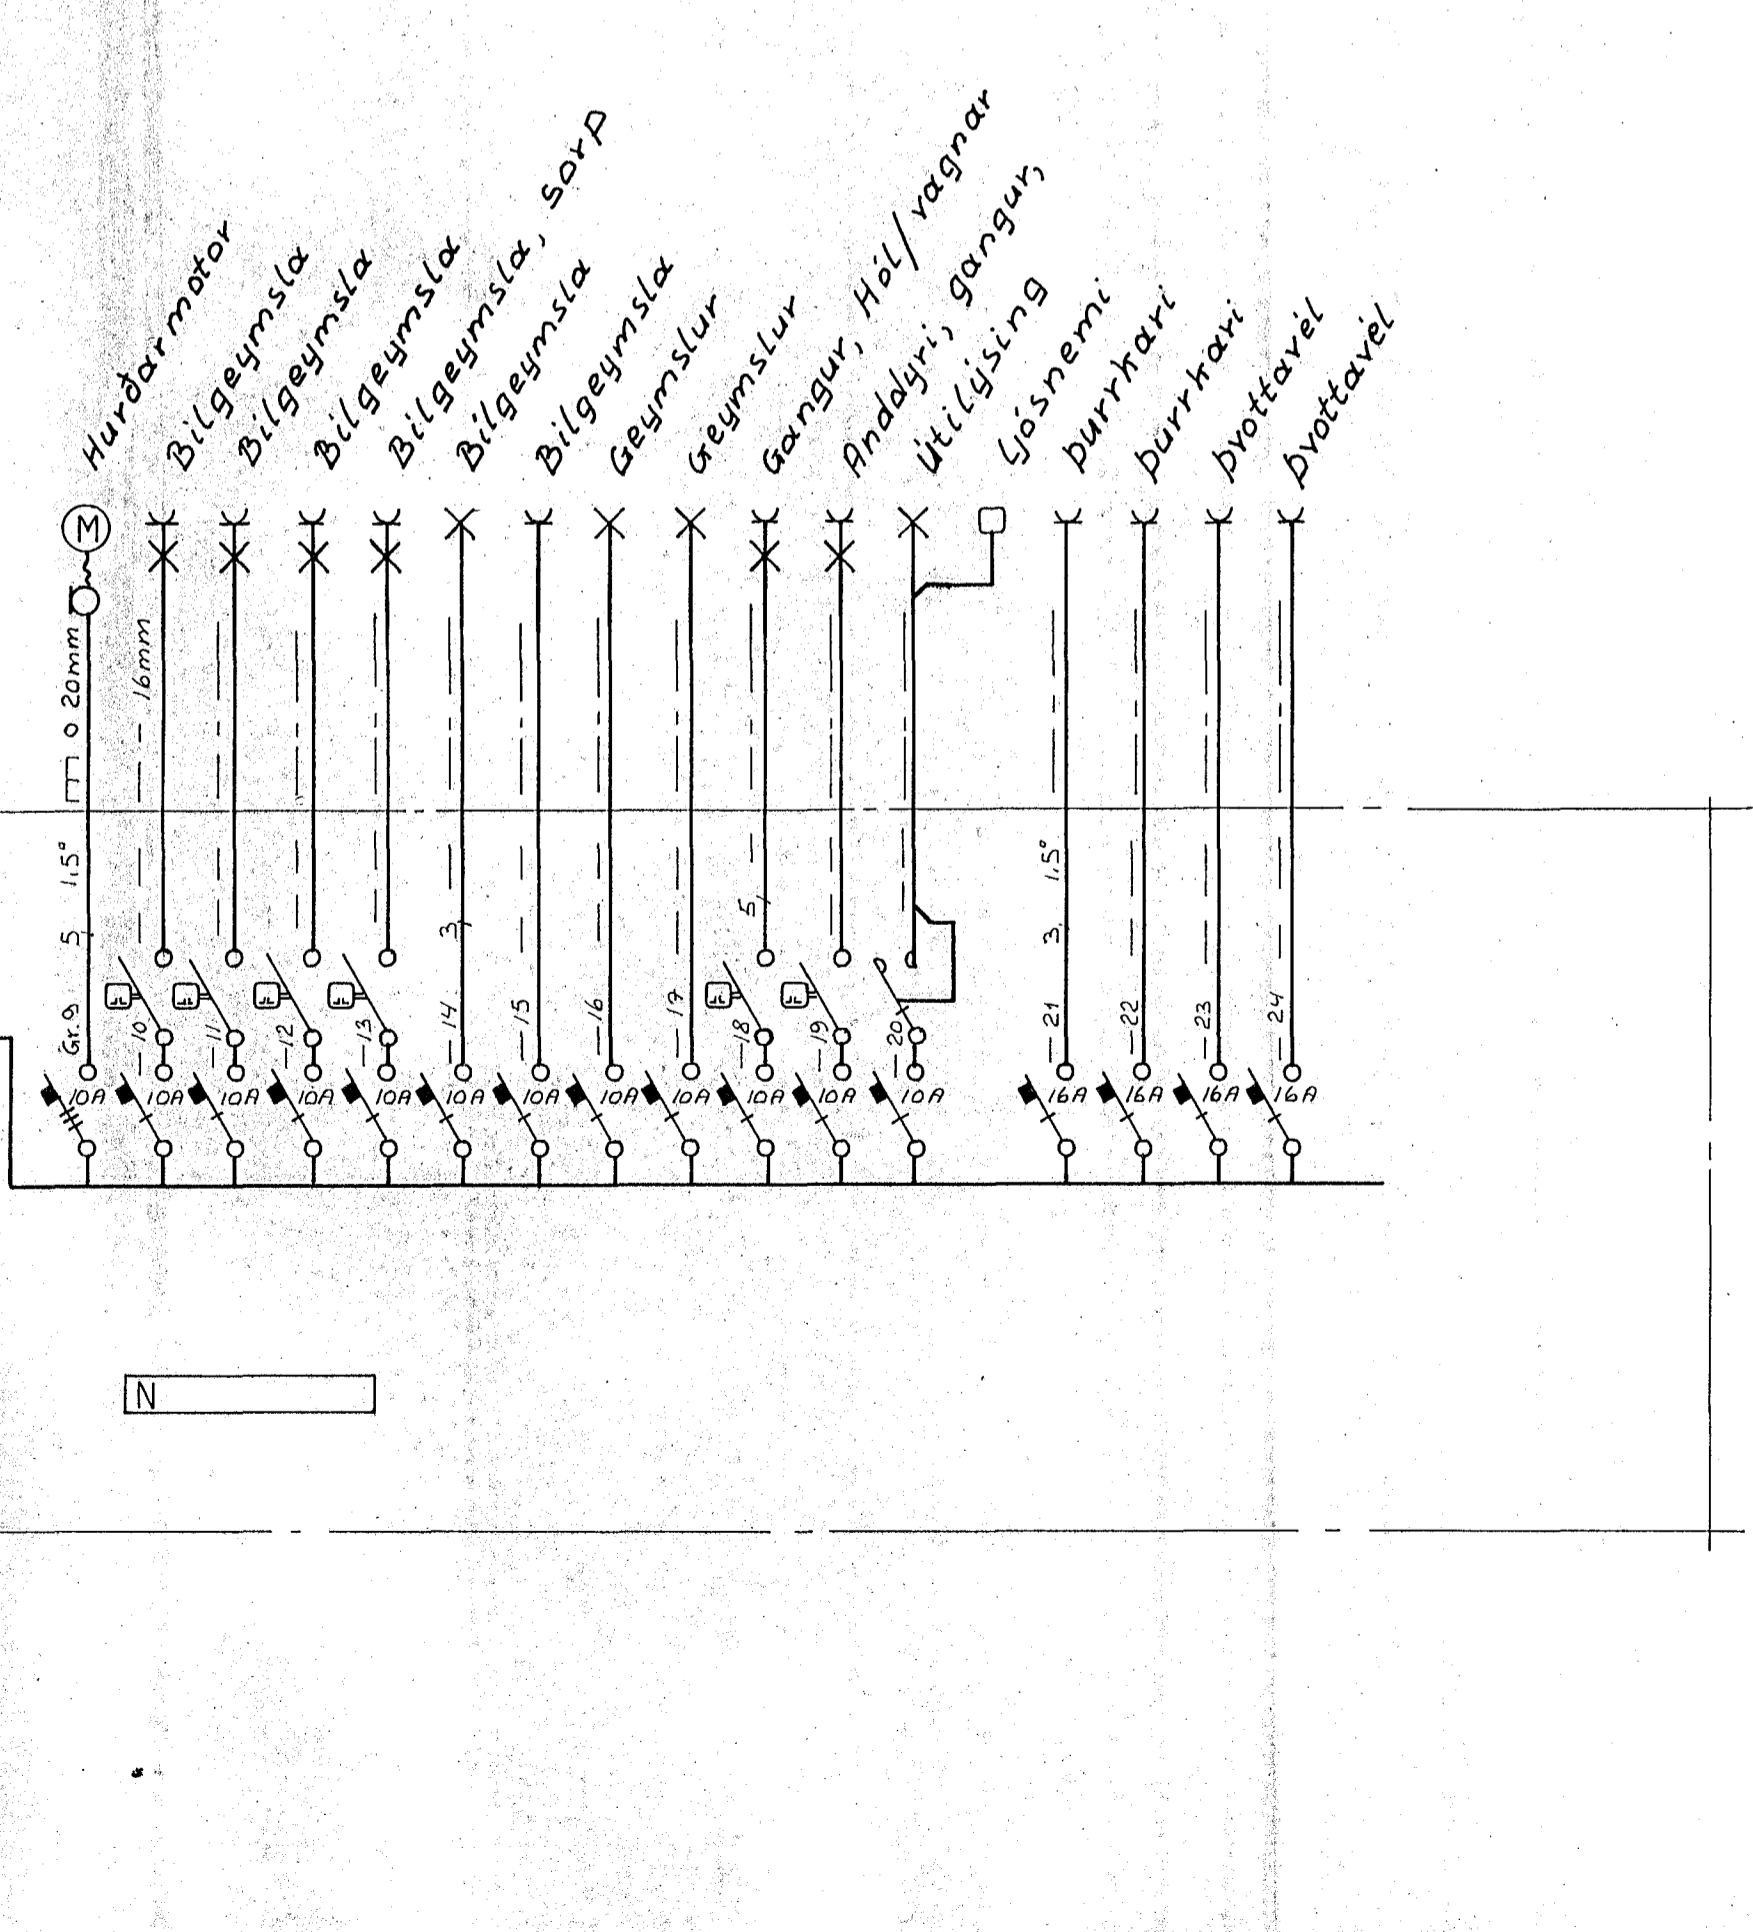 Hurðarmotor
Bílgeymsla
Bílgeymsla
Bílgeymsla
Bílgeymsla, sorp
Bílgeymsla
Bílgeymsla
Geymslur
Geymslur
Gangur, Hól/vagnar
Anddyri, gangur,
Útilýsing
Ljósnemi
Þurrkari
Þurrkari
Þvottavél
Þvottavél
M
Gr.9 5 1,5° 20mm
10 16mm
11
12
13
14 3
15
16
17
18 5
19
20
21 3 1,5°
22
23
24
10A 10A 10A 10A 10A 10A 10A 10A 10A 10A 10A 10A 16A 16A 16A 16A
N